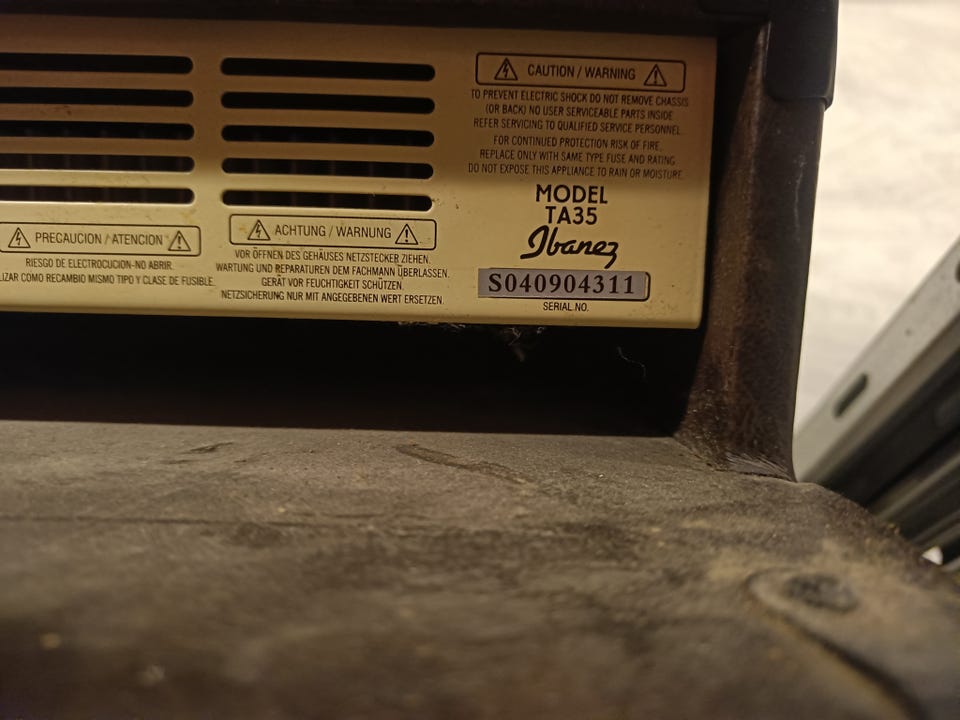 PRECAUCION / ATENCION
RIESGO DE ELECTROCUCION-NO ABRIR.
COMO RECAMBIO MISMO TIPO Y CLASE DE FUSIBLE.
ACHTUNG / WARNUNG
VOR ÖFFNEN DES GEHÄUSES NETZSTECKER ZIEHEN.
WARTUNG UND REPARATUREN DEM FACHMANN ÜBERLASSEN.
GERÄT VOR FEUCHTIGKEIT SCHÜTZEN.
NETZSICHERUNG NUR MIT ANGEGEBENEN WERT ERSETZEN.
CAUTION / WARNING
TO PREVENT ELECTRIC SHOCK DO NOT REMOVE CHASSIS
(OR BACK) NO USER SERVICEABLE PARTS INSIDE
REFER SERVICING TO QUALIFIED SERVICE PERSONNEL.
FOR CONTINUED PROTECTION RISK OF FIRE,
REPLACE ONLY WITH SAME TYPE FUSE AND RATING
DO NOT EXPOSE THIS APPLIANCE TO RAIN OR MOISTURE.
MODEL
TA35
Ibanez
S040904311
SERIAL NO.